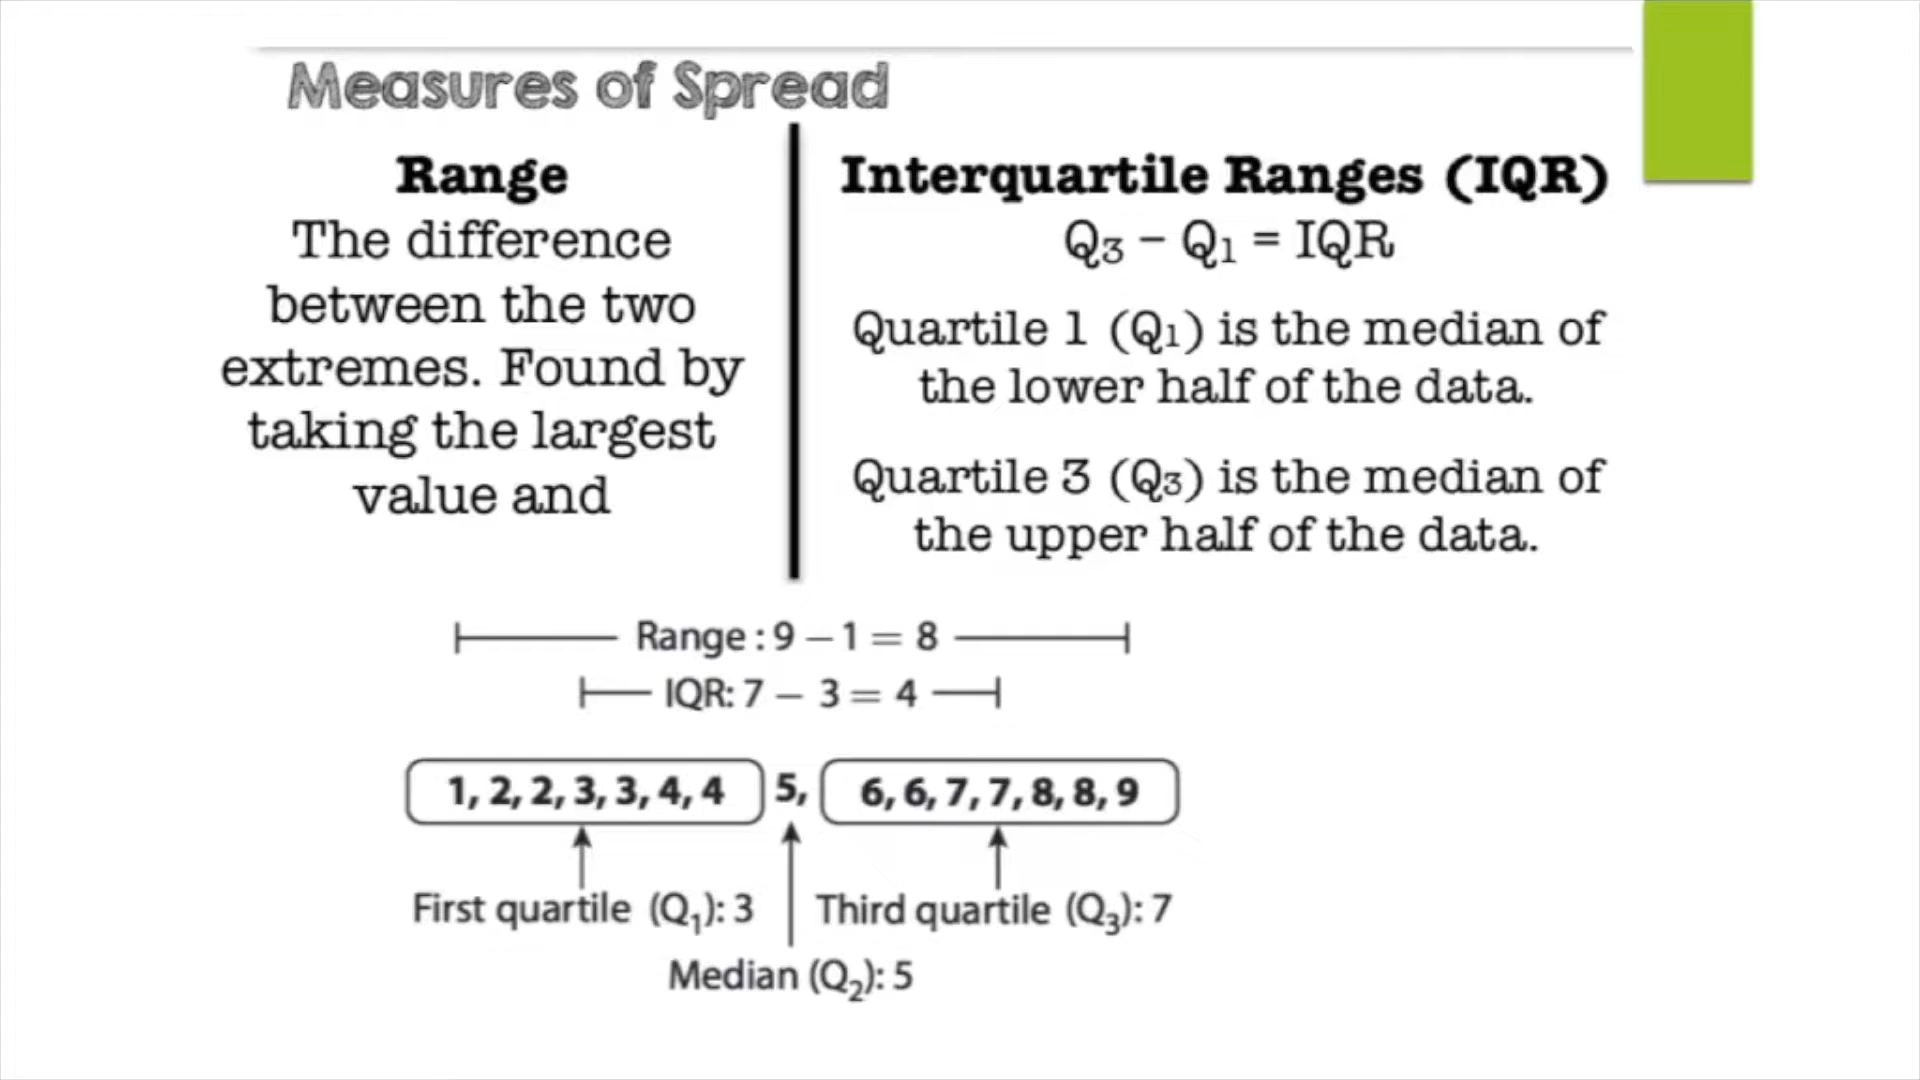 Measures of Spread
Range
The difference
between the two
extremes. Found by
taking the largest
value and
Interquartile Ranges (IQR)
Q₃ – Q₁ = IQR
Quartile 1 (Q₁) is the median of
the lower half of the data.
Quartile 3 (Q₃) is the median of
the upper half of the data.
Range : 9 – 1 = 8
IQR: 7 – 3 = 4
1, 2, 2, 3, 3, 4, 4 5, 6, 6, 7, 7, 8, 8, 9
First quartile (Q₁): 3 Third quartile (Q₃): 7
Median (Q₂): 5